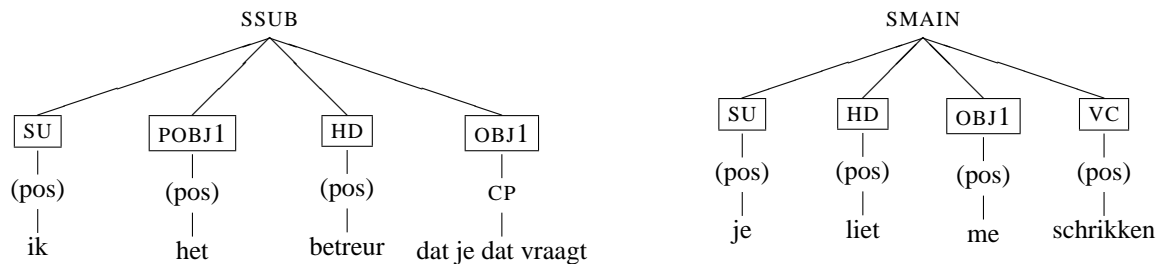 SSUB SMAIN
SU POBJ1 HD OBJ1 SU HD OBJ1 VC
(pos) (pos) (pos) CP (pos) (pos) (pos) (pos)
ik het betreur dat je dat vraagt je liet me schrikken